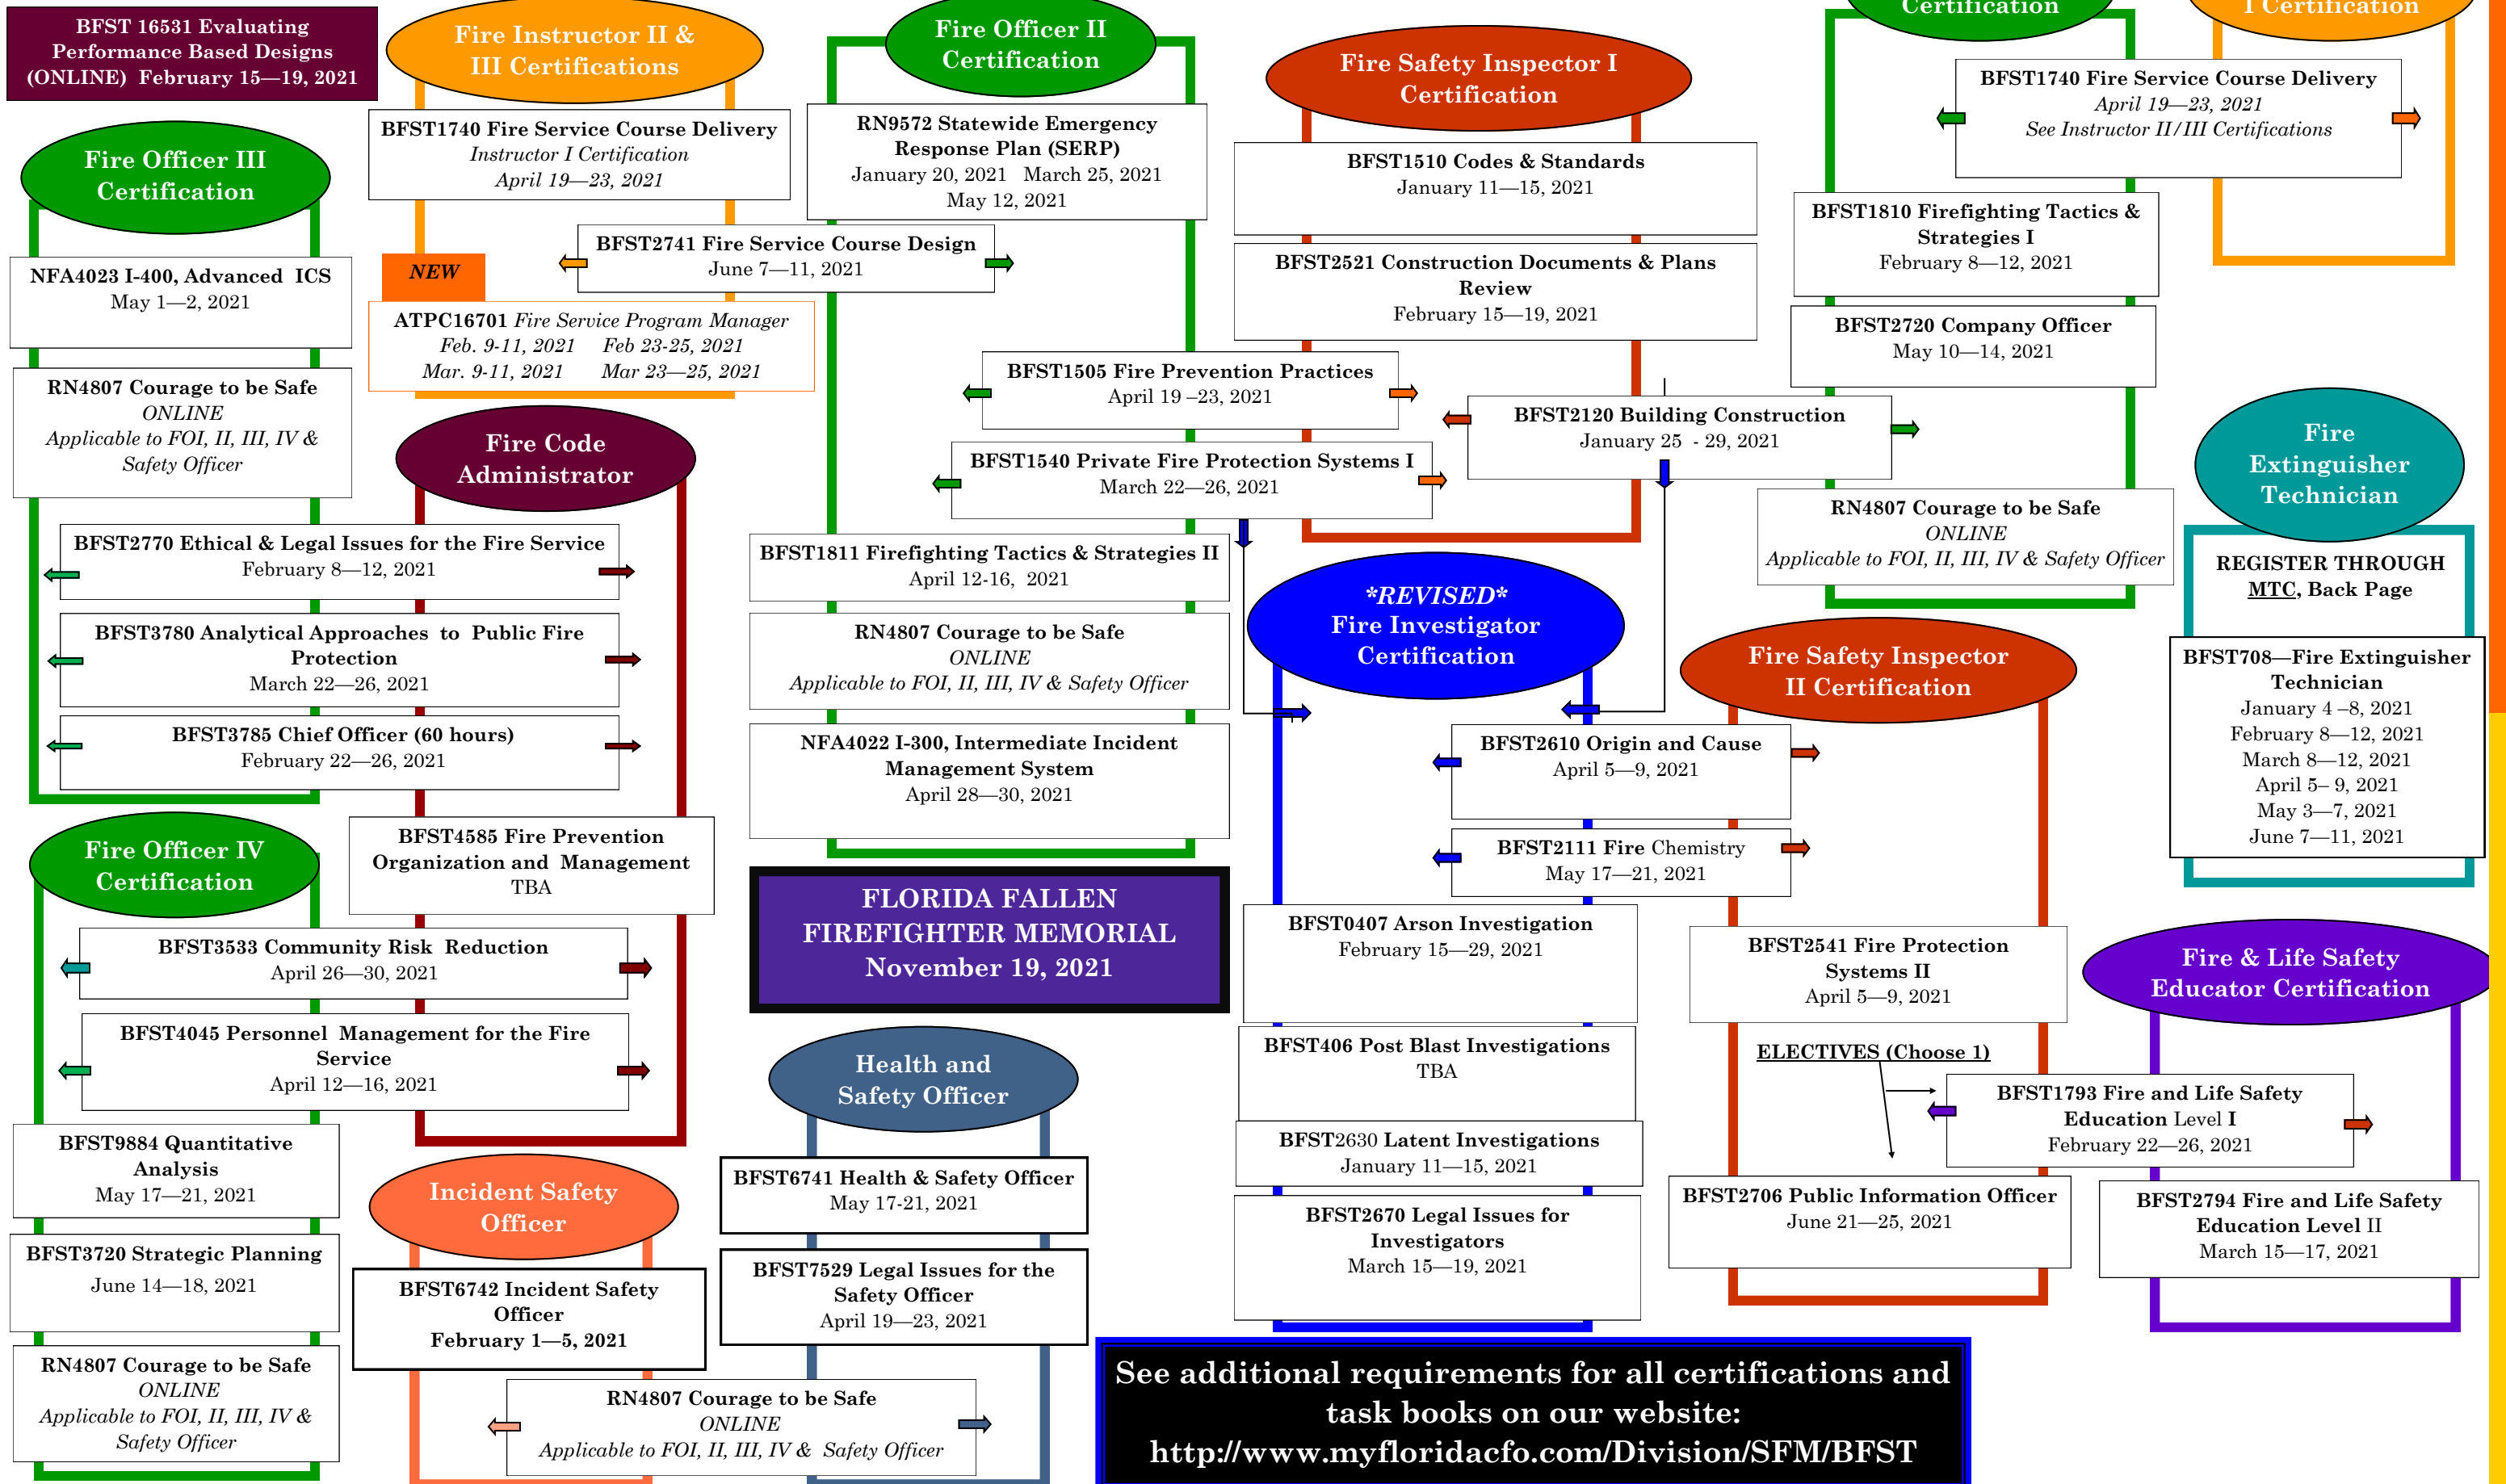 BFST 16531 Evaluating
Performance Based Designs
(ONLINE) February 15—19, 2021
Fire Officer III
Certification
NFA4023 I-400, Advanced ICS
May 1—2, 2021
RN4807 Courage to be Safe
ONLINE
Applicable to FOI, II, III, IV &
Safety Officer
Fire Instructor II &
III Certifications
BFST1740 Fire Service Course Delivery
Instructor I Certification
April 19—23, 2021
BFST2741 Fire Service Course Design
June 7—11, 2021
NEW
ATPC16701 Fire Service Program Manager
Feb. 9-11, 2021 Feb 23-25, 2021
Mar. 9-11, 2021 Mar 23—25, 2021
Fire Code
Administrator
BFST2770 Ethical & Legal Issues for the Fire Service
February 8—12, 2021
BFST3780 Analytical Approaches to Public Fire
Protection
March 22—26, 2021
BFST3785 Chief Officer (60 hours)
February 22—26, 2021
BFST4585 Fire Prevention
Organization and Management
TBA
Fire Officer IV
Certification
BFST3533 Community Risk Reduction
April 26—30, 2021
BFST4045 Personnel Management for the Fire
Service
April 12—16, 2021
BFST9884 Quantitative
Analysis
May 17—21, 2021
BFST3720 Strategic Planning
June 14—18, 2021
RN4807 Courage to be Safe
ONLINE
Applicable to FOI, II, III, IV &
Safety Officer
Incident Safety
Officer
BFST6742 Incident Safety
Officer
February 1—5, 2021
RN4807 Courage to be Safe
ONLINE
Applicable to FOI, II, III, IV & Safety Officer
Fire Officer II
Certification
RN9572 Statewide Emergency
Response Plan (SERP)
January 20, 2021 March 25, 2021
May 12, 2021
BFST1505 Fire Prevention Practices
April 19 –23, 2021
BFST1540 Private Fire Protection Systems I
March 22—26, 2021
BFST1811 Firefighting Tactics & Strategies II
April 12-16, 2021
RN4807 Courage to be Safe
ONLINE
Applicable to FOI, II, III, IV & Safety Officer
NFA4022 I-300, Intermediate Incident
Management System
April 28—30, 2021
FLORIDA FALLEN
FIREFIGHTER MEMORIAL
November 19, 2021
Health and
Safety Officer
BFST6741 Health & Safety Officer
May 17-21, 2021
BFST7529 Legal Issues for the
Safety Officer
April 19—23, 2021
Fire Safety Inspector I
Certification
BFST1510 Codes & Standards
January 11—15, 2021
BFST2521 Construction Documents & Plans
Review
February 15—19, 2021
BFST2120 Building Construction
January 25 - 29, 2021
*REVISED*
Fire Investigator
Certification
BFST2610 Origin and Cause
April 5—9, 2021
BFST2111 Fire Chemistry
May 17—21, 2021
BFST0407 Arson Investigation
February 15—29, 2021
BFST406 Post Blast Investigations
TBA
BFST2630 Latent Investigations
January 11—15, 2021
BFST2670 Legal Issues for
Investigators
March 15—19, 2021
Certification
I Certification
BFST1740 Fire Service Course Delivery
April 19—23, 2021
See Instructor II/III Certifications
BFST1810 Firefighting Tactics &
Strategies I
February 8—12, 2021
BFST2720 Company Officer
May 10—14, 2021
RN4807 Courage to be Safe
ONLINE
Applicable to FOI, II, III, IV & Safety Officer
Fire Safety Inspector
II Certification
BFST2541 Fire Protection
Systems II
April 5—9, 2021
ELECTIVES (Choose 1)
BFST1793 Fire and Life Safety
Education Level I
February 22—26, 2021
BFST2706 Public Information Officer
June 21—25, 2021
Fire
Extinguisher
Technician
REGISTER THROUGH
MTC, Back Page
BFST708—Fire Extinguisher
Technician
January 4 –8, 2021
February 8—12, 2021
March 8—12, 2021
April 5– 9, 2021
May 3—7, 2021
June 7—11, 2021
Fire & Life Safety
Educator Certification
BFST2794 Fire and Life Safety
Education Level II
March 15—17, 2021
See additional requirements for all certifications and
task books on our website:
http://www.myfloridacfo.com/Division/SFM/BFST